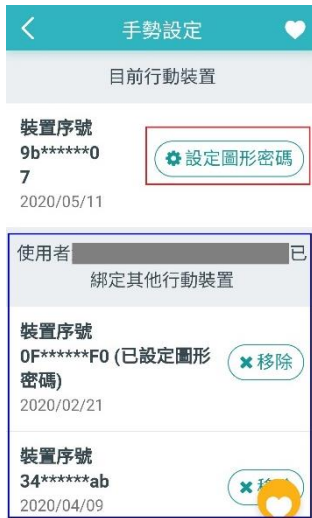 手勢設定
目前行動裝置
裝置序號
9b******0
7
設定圖形密碼
2020/05/11
使用者
已
綁定其他行動裝置
裝置序號
0F******F0 (已設定圖形
密碼)
移除
2020/02/21
裝置序號
34******ab
2020/04/09